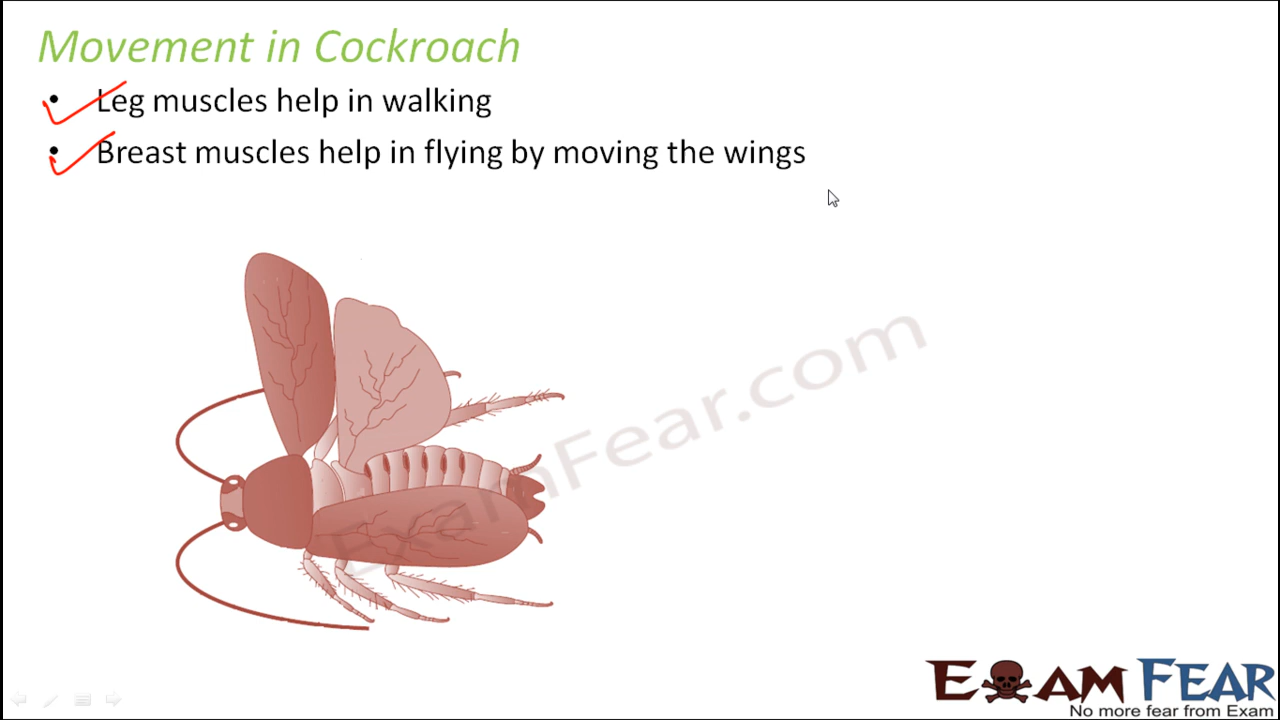 Movement in Cockroach
• Leg muscles help in walking
• Breast muscles help in flying by moving the wings
ExamFear.com
EXAM FEAR
No more fear from Exam